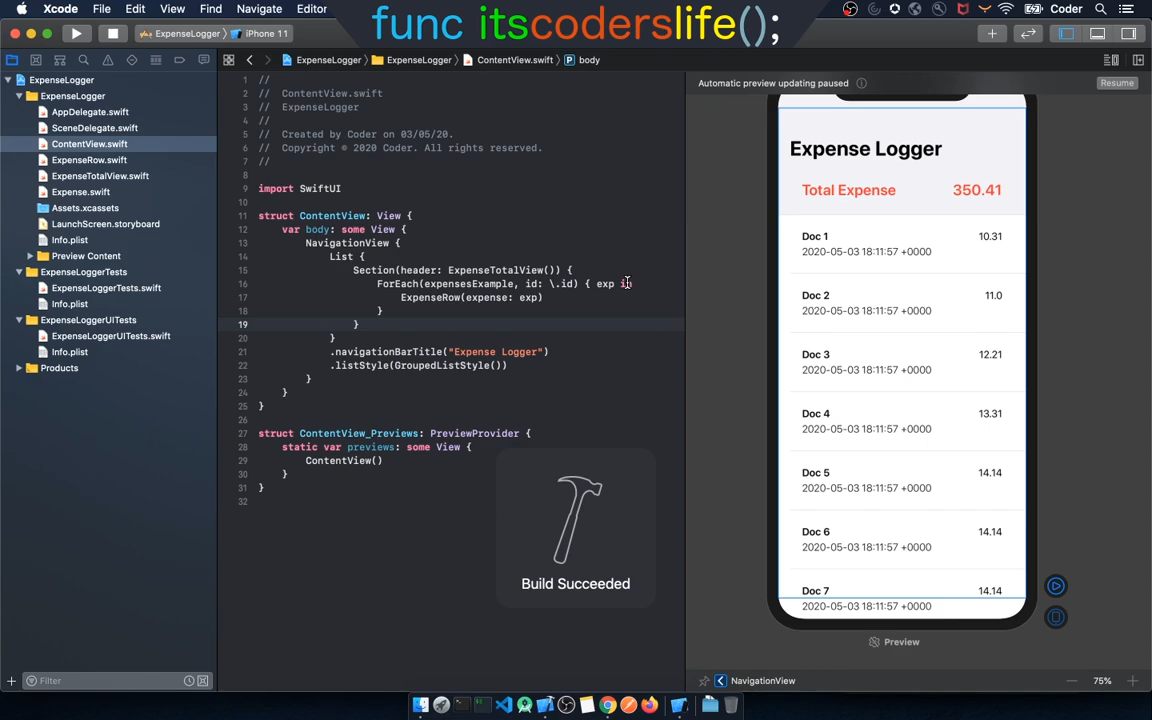 Xcode File Edit View Find Navigate Editor
func itscoderslife();
Coder
ExpenseLogger › iPhone 11
ExpenseLogger › ExpenseLogger › ContentView.swift › P body
ExpenseLogger
ExpenseLogger
AppDelegate.swift
SceneDelegate.swift
ContentView.swift
ExpenseRow.swift
ExpenseTotalView.swift
Expense.swift
Assets.xcassets
LaunchScreen.storyboard
Info.plist
Preview Content
ExpenseLoggerTests
ExpenseLoggerTests.swift
Info.plist
ExpenseLoggerUITests
ExpenseLoggerUITests.swift
Info.plist
Products
Filter
1 //
2 // ContentView.swift
3 // ExpenseLogger
4 //
5 // Created by Coder on 03/05/20.
6 // Copyright © 2020 Coder. All rights reserved.
7 //
8
9 import SwiftUI
10
11 struct ContentView: View {
12 var body: some View {
13 NavigationView {
14 List {
15 Section(header: ExpenseTotalView()) {
16 ForEach(expensesExample, id: \.id) { exp in
17 ExpenseRow(expense: exp)
18 }
19 }
20 }
21 .navigationBarTitle("Expense Logger")
22 .listStyle(GroupedListStyle())
23 }
24 }
25 }
26
27 struct ContentView_Previews: PreviewProvider {
28 static var previews: some View {
29 ContentView()
30 }
31 }
32
Build Succeeded
Automatic preview updating paused
Resume
Expense Logger
Total Expense 350.41
Doc 1 10.31
2020-05-03 18:11:57 +0000
Doc 2 11.0
2020-05-03 18:11:57 +0000
Doc 3 12.21
2020-05-03 18:11:57 +0000
Doc 4 13.31
2020-05-03 18:11:57 +0000
Doc 5 14.14
2020-05-03 18:11:57 +0000
Doc 6 14.14
2020-05-03 18:11:57 +0000
Doc 7 14.14
2020-05-03 18:11:57 +0000
Preview
NavigationView
75%